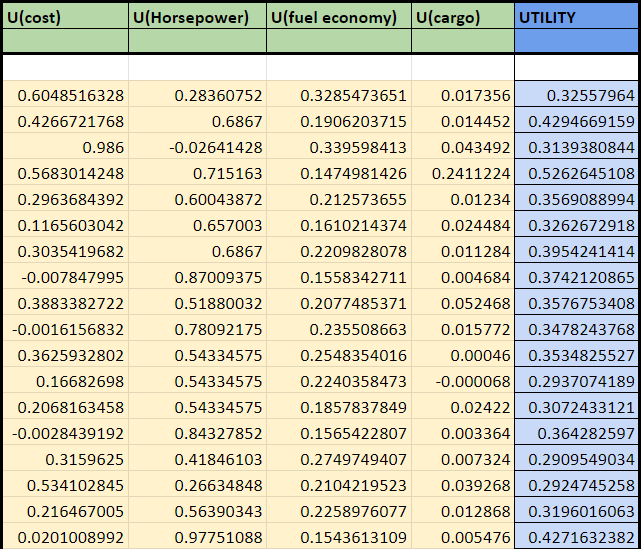 U(cost) U(Horsepower) U(fuel economy) U(cargo) UTILITY
0.6048516328 0.28360752 0.3285473651 0.017356 0.32557964
0.4266721768 0.6867 0.1906203715 0.014452 0.4294669159
0.986 -0.02641428 0.339598413 0.043492 0.3139380844
0.5683014248 0.715163 0.1474981426 0.2411224 0.5262645108
0.2963684392 0.60043872 0.212573655 0.01234 0.3569088994
0.1165603042 0.657003 0.1610214374 0.024484 0.3262672918
0.3035419682 0.6867 0.2209828078 0.011284 0.3954241414
-0.007847995 0.87009375 0.1558342711 0.004684 0.3742120865
0.3883382722 0.51880032 0.2077485371 0.052468 0.3576753408
-0.0016156832 0.78092175 0.235508663 0.015772 0.3478243768
0.3625932802 0.54334575 0.2548354016 0.00046 0.3534825527
0.16682698 0.54334575 0.2240358473 -0.000068 0.2937074189
0.2068163458 0.54334575 0.1857837849 0.02422 0.3072433121
-0.0028439192 0.84327852 0.1565422807 0.003364 0.364282597
0.3159625 0.41846103 0.2749749407 0.007324 0.2909549034
0.534102845 0.26634848 0.2104219523 0.039268 0.2924745258
0.216467005 0.56390343 0.2258976077 0.012868 0.3196016063
0.0201008992 0.97751088 0.1543613109 0.005476 0.4271632382